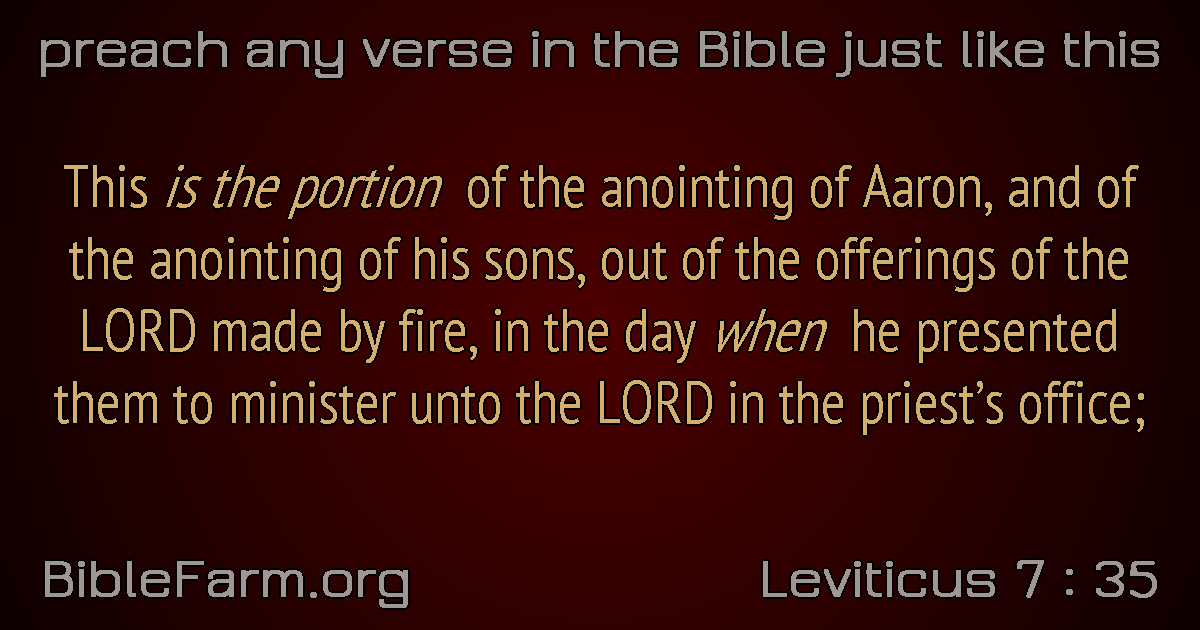 preach any verse in the Bible just like this
This is the portion of the anointing of Aaron, and of
the anointing of his sons, out of the offerings of the
LORD made by fire, in the day when he presented
them to minister unto the LORD in the priest’s office;
BibleFarm.org
Leviticus 7 : 35